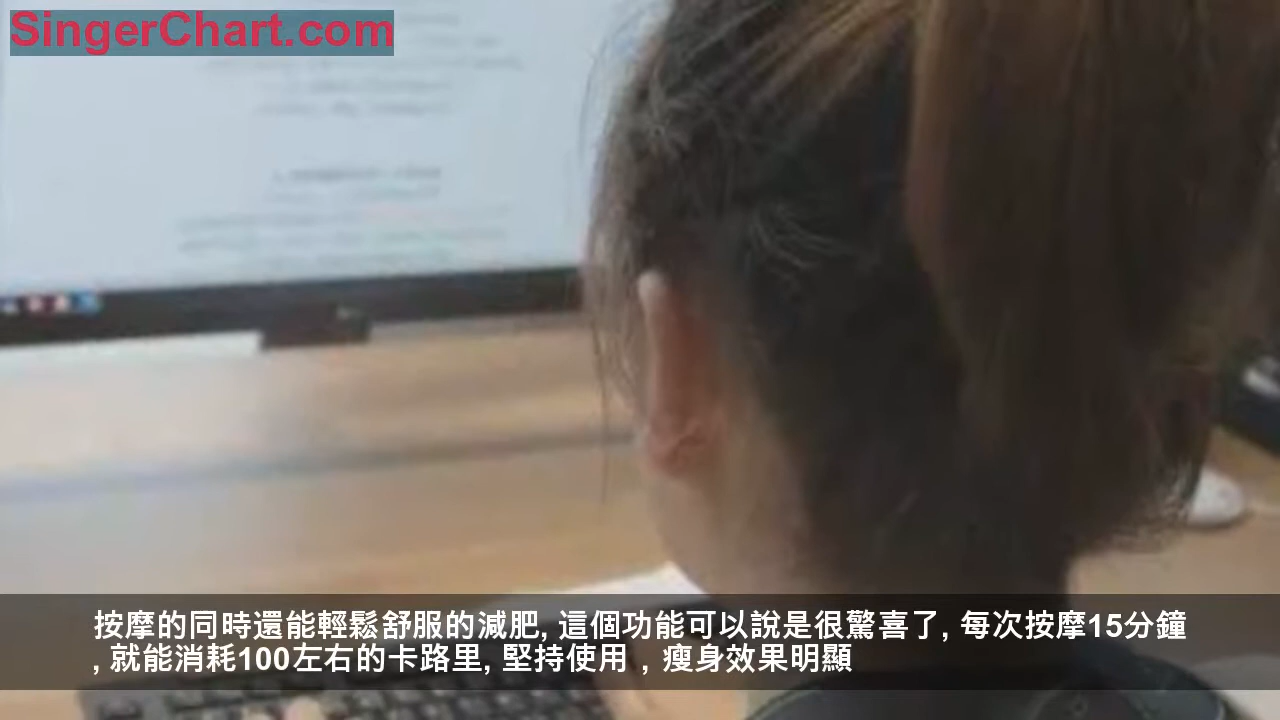 SingerChart.com
按摩的同時還能輕鬆舒服的減肥, 這個功能可以說是很驚喜了, 每次按摩15分鐘
, 就能消耗100左右的卡路里, 堅持使用，瘦身效果明顯